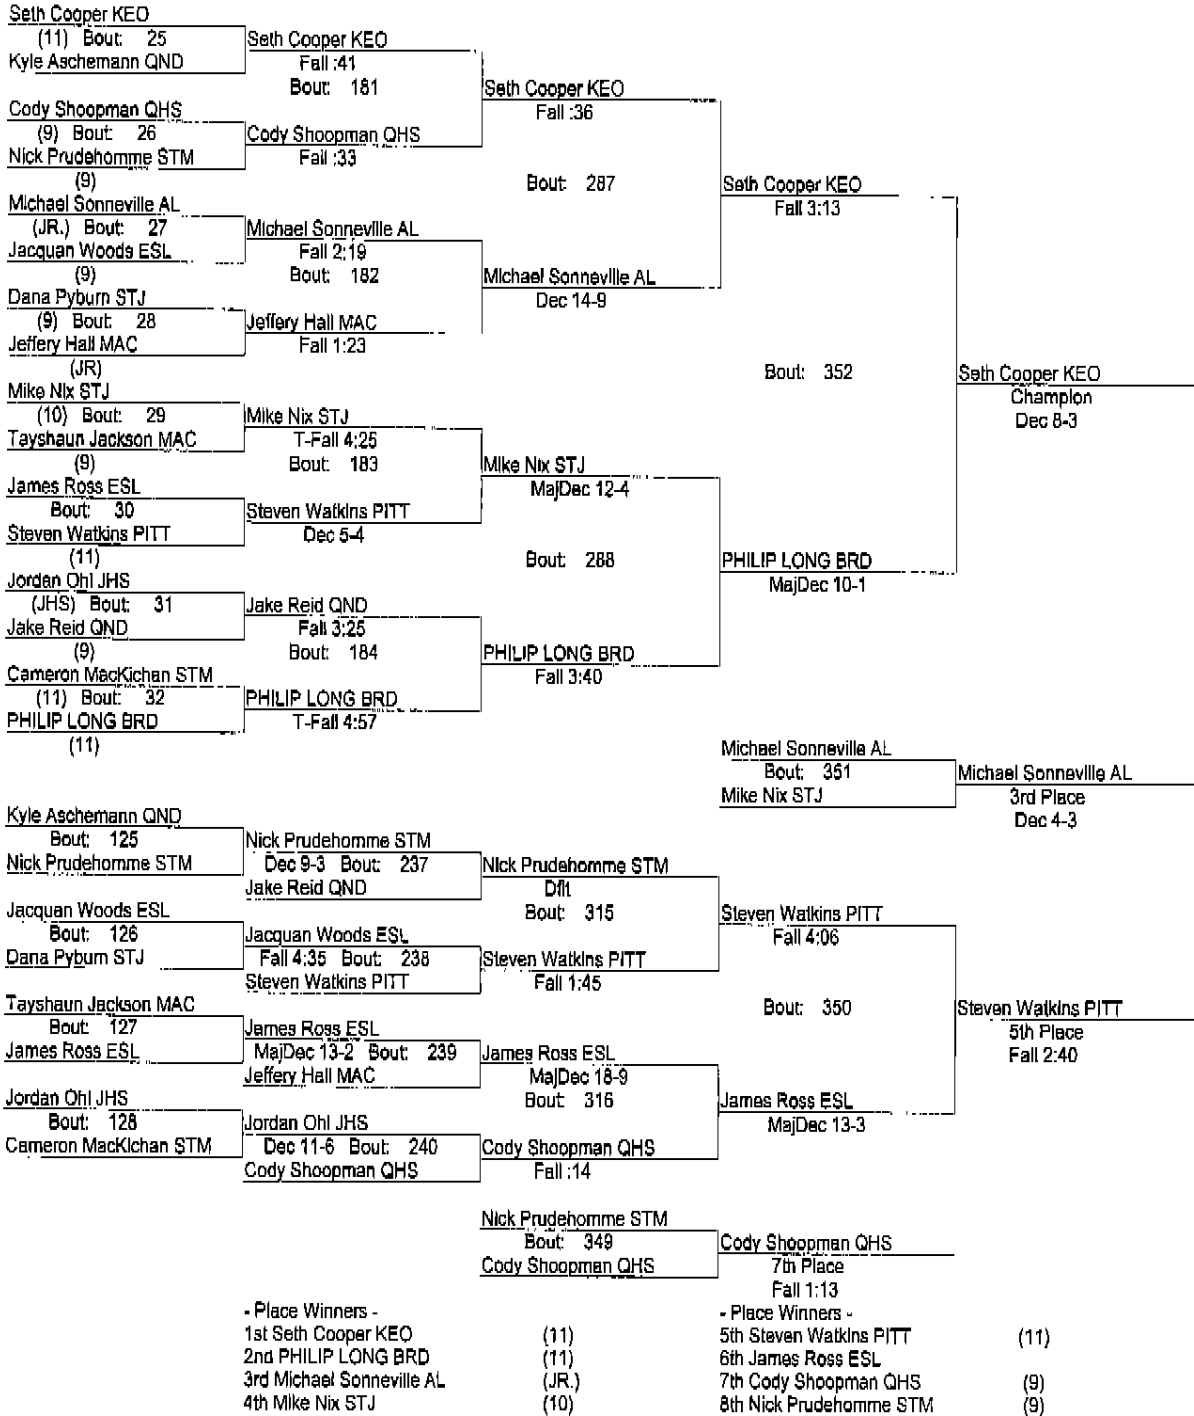 Seth Cooper KEO
(11) Bout: 25
Kyle Aschemann QND
Seth Cooper KEO
Fall :41
Bout: 181
Cody Shoopman QHS
(9) Bout: 26
Nick Prudehomme STM
(9)
Cody Shoopman QHS
Fall :33
Seth Cooper KEO
Fall :36
Bout: 287
Michael Sonneville AL
(JR.) Bout: 27
Jacquan Woods ESL
(9)
Michael Sonneville AL
Fall 2:19
Bout: 182
Dana Pyburn STJ
(9) Bout: 28
Jeffery Hall MAC
(JR)
Jeffery Hall MAC
Fall 1:23
Michael Sonneville AL
Dec 14-9
Seth Cooper KEO
Fall 3:13
Bout: 352
Mike Nix STJ
(10) Bout: 29
Tayshaun Jackson MAC
(9)
Mike Nix STJ
T-Fall 4:25
Bout: 183
James Ross ESL
Bout: 30
Steven Watkins PITT
(11)
Steven Watkins PITT
Dec 5-4
Mike Nix STJ
MajDec 12-4
Bout: 288
Jordan Ohl JHS
(JHS) Bout: 31
Jake Reid QND
(9)
Jake Reid QND
Fall 3:25
Bout: 184
Cameron MacKichan STM
(11) Bout: 32
PHILIP LONG BRD
(11)
PHILIP LONG BRD
T-Fall 4:57
PHILIP LONG BRD
Fall 3:40
PHILIP LONG BRD
MajDec 10-1
Seth Cooper KEO
Champion
Dec 8-3
Michael Sonneville AL
Bout: 351
Mike Nix STJ
Michael Sonneville AL
3rd Place
Dec 4-3
Kyle Aschemann QND
Bout: 125
Nick Prudehomme STM
Nick Prudehomme STM
Dec 9-3 Bout: 237
Jake Reid QND
Nick Prudehomme STM
Dflt
Bout: 315
Jacquan Woods ESL
Bout: 126
Dana Pyburn STJ
Jacquan Woods ESL
Fall 4:35 Bout: 238
Steven Watkins PITT
Steven Watkins PITT
Fall 1:45
Steven Watkins PITT
Fall 4:06
Bout: 350
Tayshaun Jackson MAC
Bout: 127
James Ross ESL
James Ross ESL
MajDec 13-2 Bout: 239
Jeffery Hall MAC
James Ross ESL
MajDec 18-9
Bout: 316
Jordan Ohl JHS
Bout: 128
Cameron MacKichan STM
Jordan Ohl JHS
Dec 11-6 Bout: 240
Cody Shoopman QHS
Cody Shoopman QHS
Fall :14
James Ross ESL
MajDec 13-3
Steven Watkins PITT
5th Place
Fall 2:40
Nick Prudehomme STM
Bout: 349
Cody Shoopman QHS
Cody Shoopman QHS
7th Place
Fall 1:13
- Place Winners -
1st Seth Cooper KEO (11)
2nd PHILIP LONG BRD (11)
3rd Michael Sonneville AL (JR.)
4th Mike Nix STJ (10)
- Place Winners -
5th Steven Watkins PITT (11)
6th James Ross ESL
7th Cody Shoopman QHS (9)
8th Nick Prudehomme STM (9)